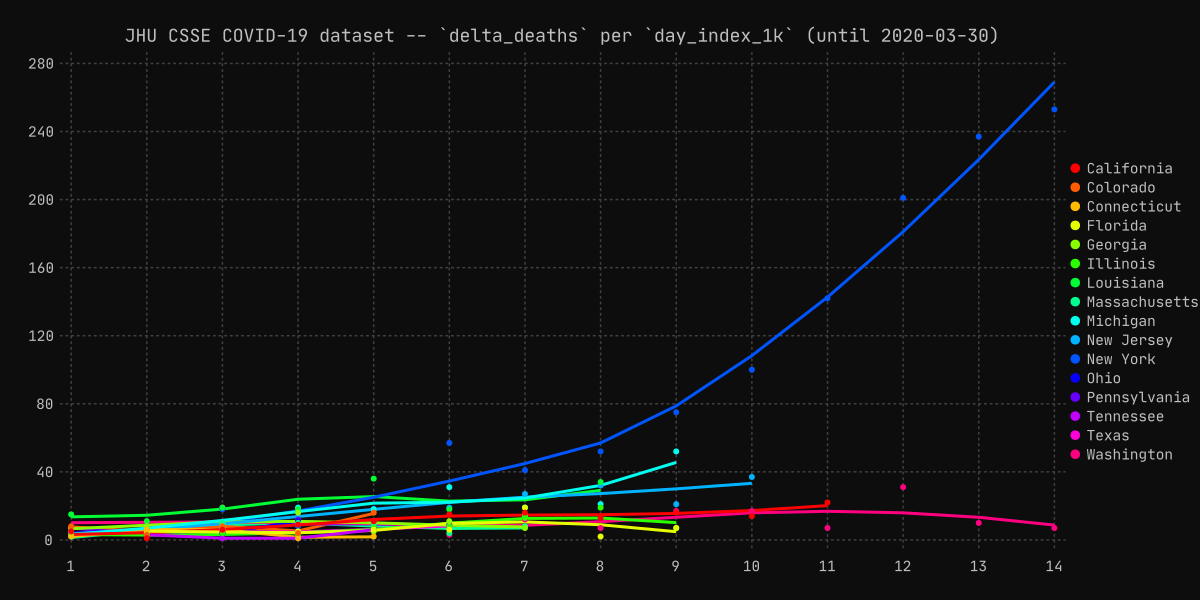 JHU CSSE COVID-19 dataset -- `delta_deaths` per `day_index_1k` (until 2020-03-30)
280
240
200
160
120
80
40
0
1 2 3 4 5 6 7 8 9 10 11 12 13 14
California
Colorado
Connecticut
Florida
Georgia
Illinois
Louisiana
Massachusetts
Michigan
New Jersey
New York
Ohio
Pennsylvania
Tennessee
Texas
Washington